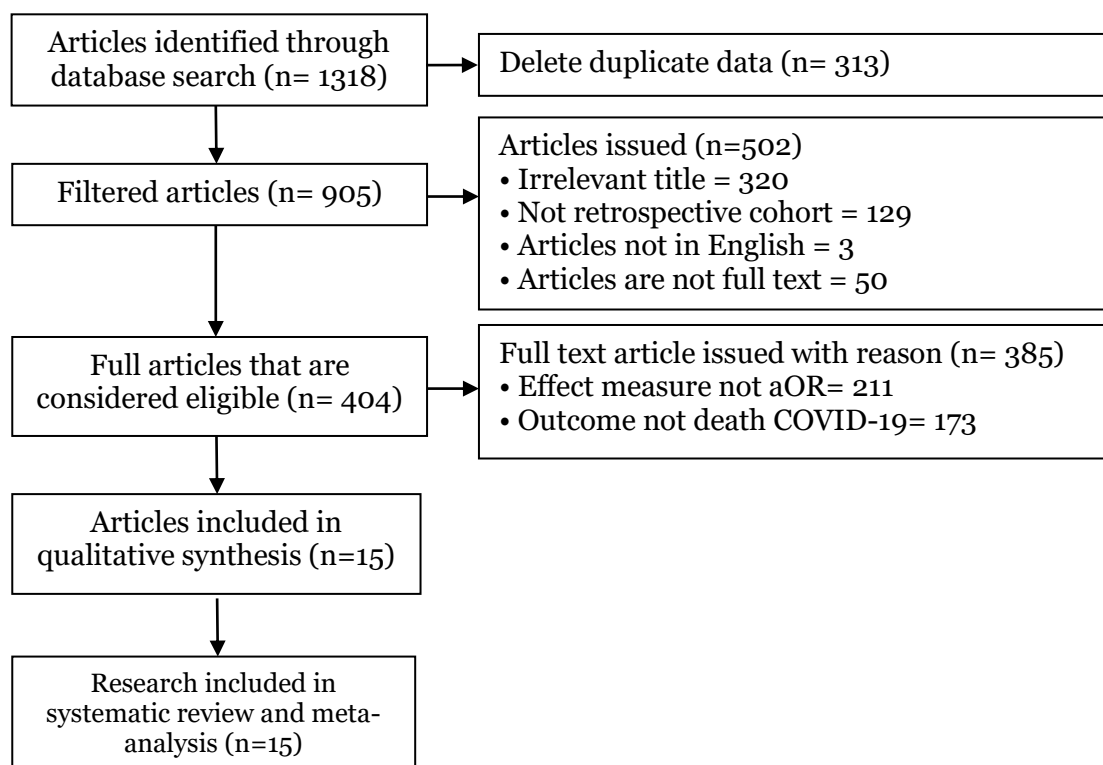 Articles identified through
database search (n= 1318)
Delete duplicate data (n= 313)
Filtered articles (n= 905)
Articles issued (n=502)
• Irrelevant title = 320
• Not retrospective cohort = 129
• Articles not in English = 3
• Articles are not full text = 50
Full articles that are
considered eligible (n= 404)
Full text article issued with reason (n= 385)
• Effect measure not aOR= 211
• Outcome not death COVID-19= 173
Articles included in
qualitative synthesis (n=15)
Research included in
systematic review and meta-
analysis (n=15)